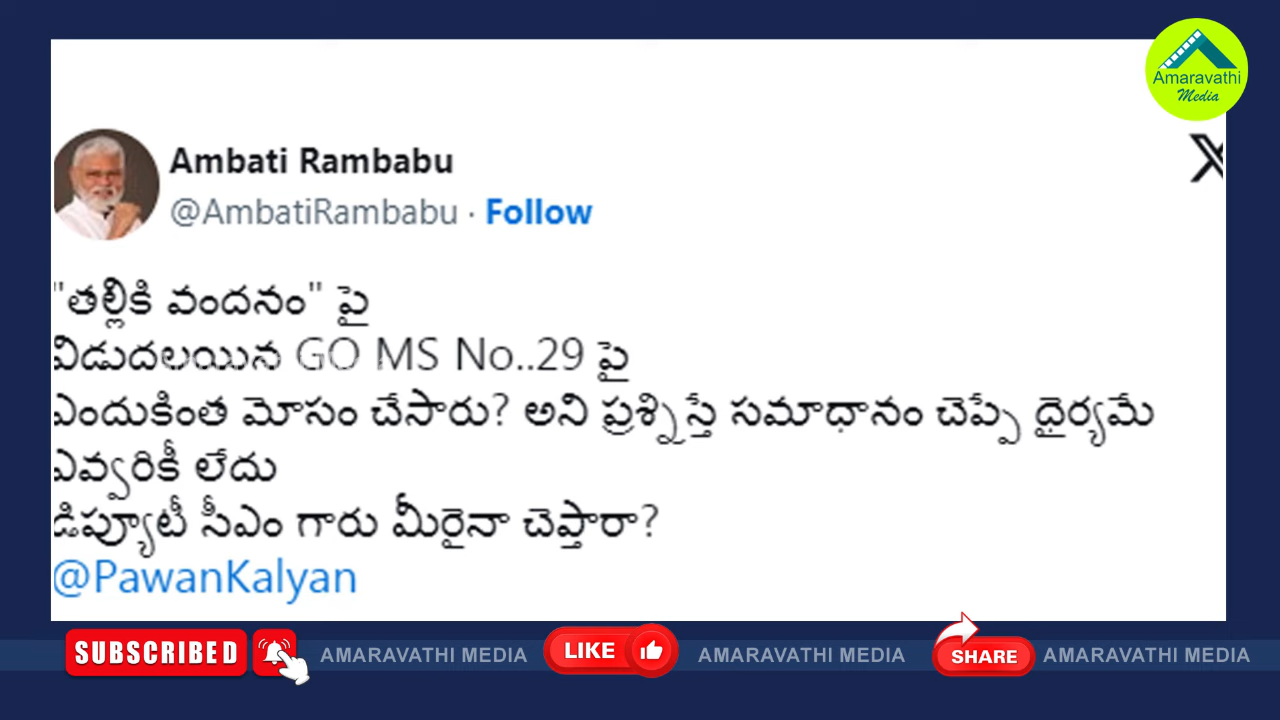 Amaravathi
Media
Ambati Rambabu
@AmbatiRambabu · Follow
"తల్లికి వందనం" పై
విడుదలయిన GO MS No..29 పై
ఎందుకింత మోసం చేసారు? అని ప్రశ్నిస్తే సమాధానం చెప్పే ధైర్యమే
ఎవ్వరికీ లేదు
డిప్యూటీ సీఎం గారు మీరైనా చెప్తారా?
@PawanKalyan
SUBSCRIBED AMARAVATHI MEDIA LIKE AMARAVATHI MEDIA SHARE AMARAVATHI MEDIA